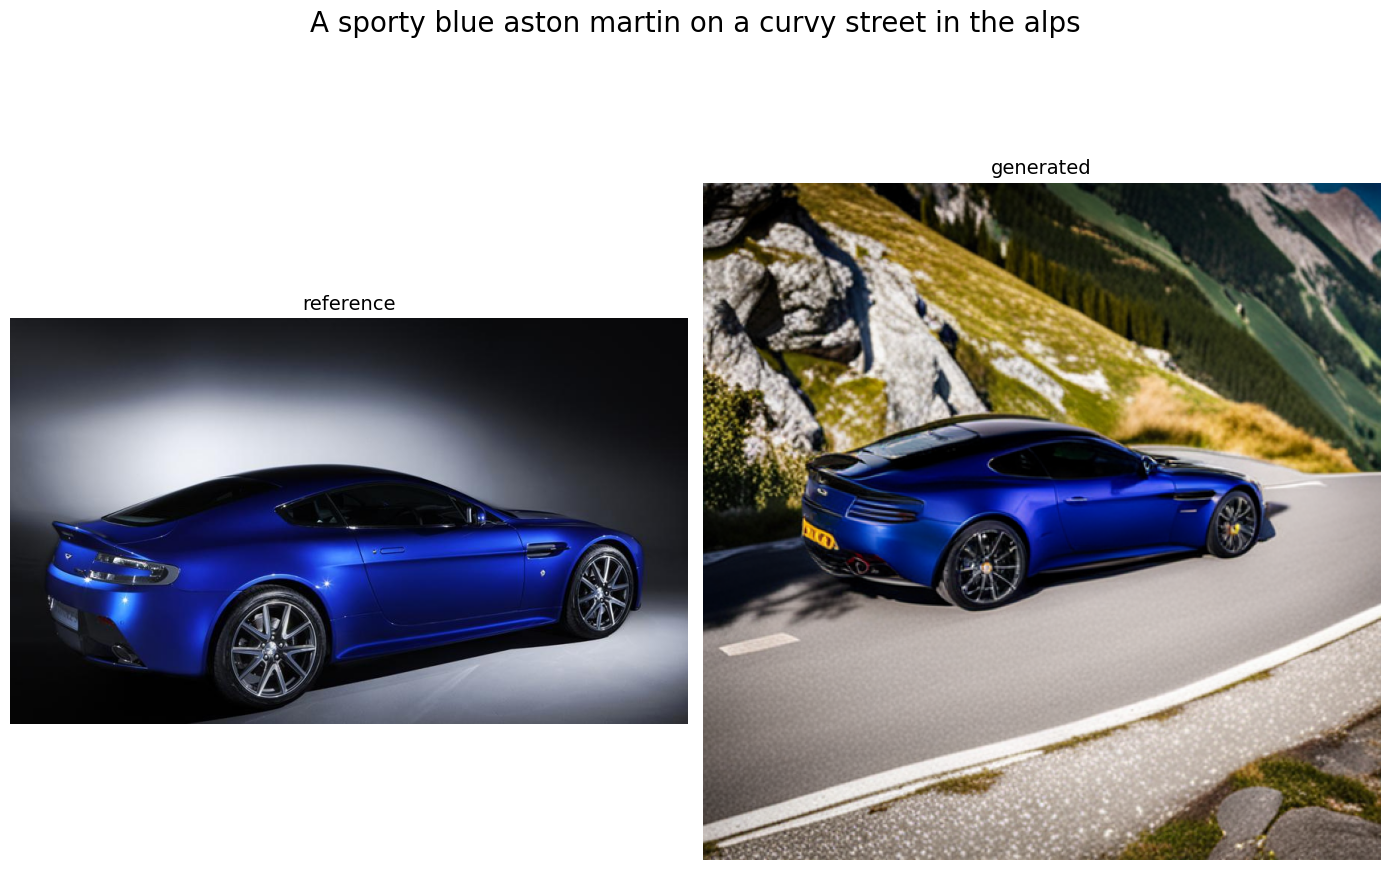 A sporty blue aston martin on a curvy street in the alps
reference
generated